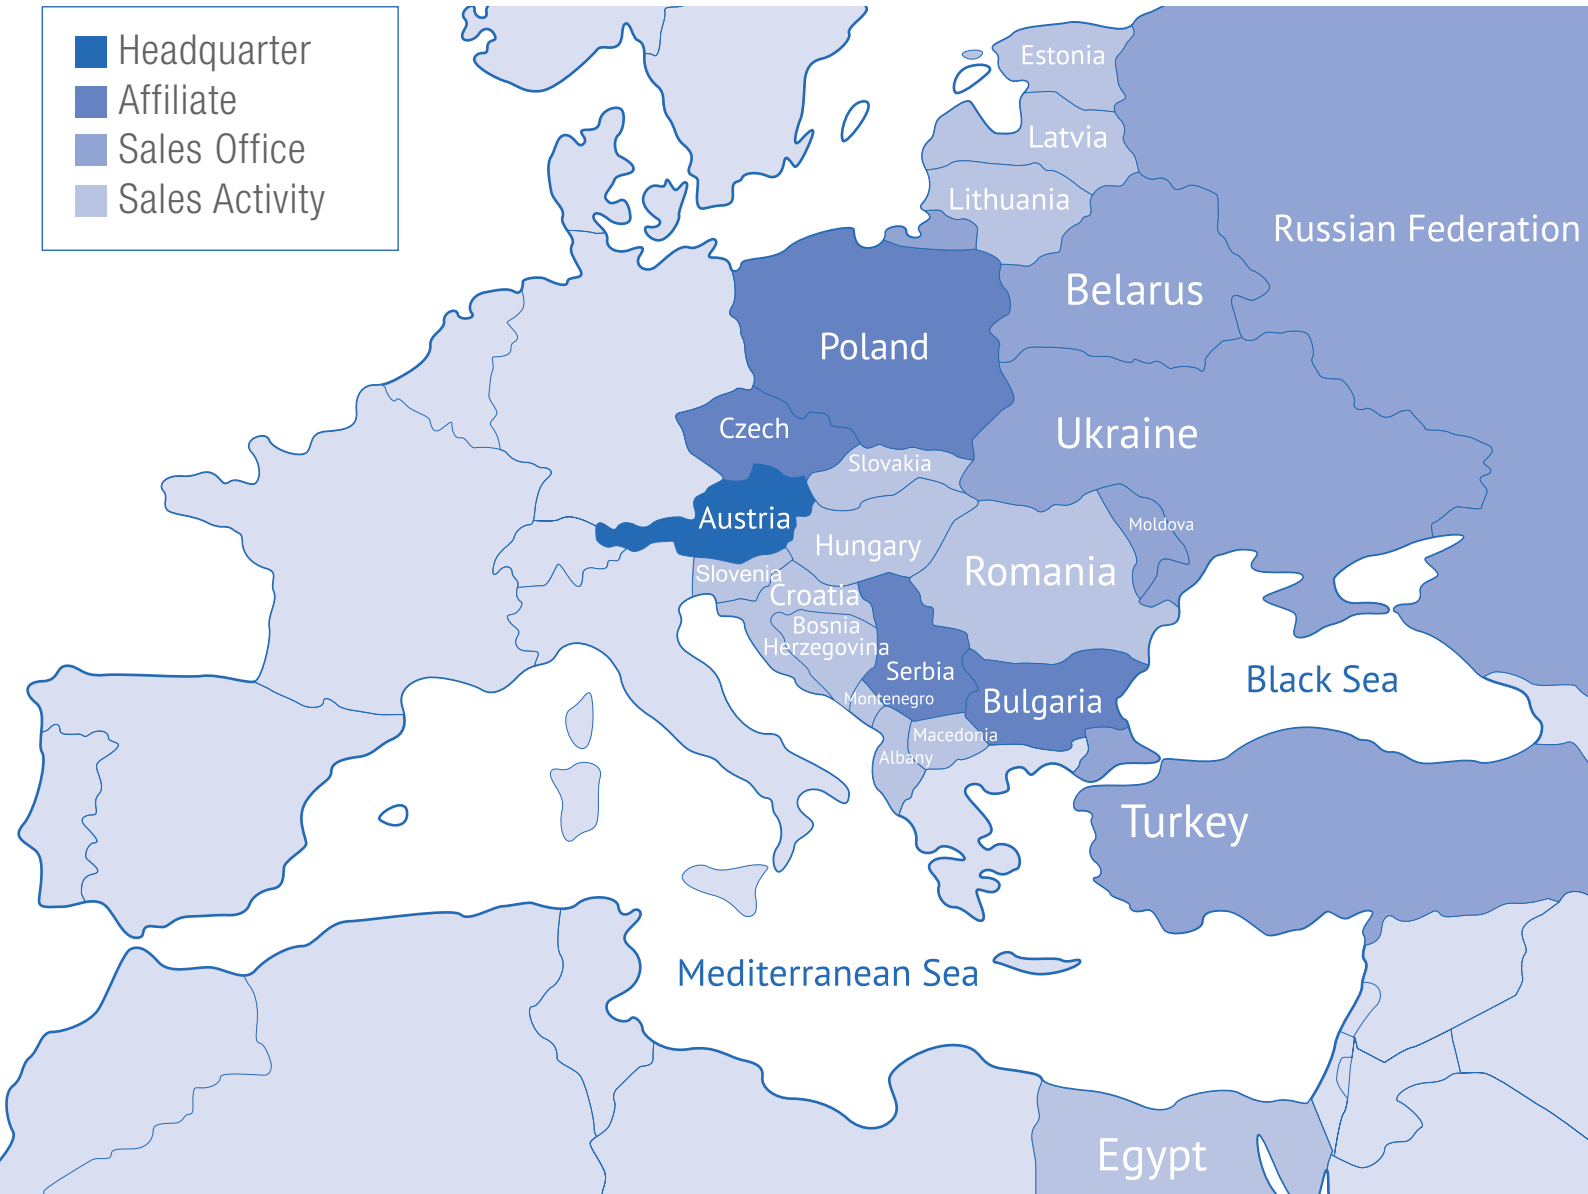 Headquarter
Affiliate
Sales Office
Sales Activity
Estonia
Latvia
Lithuania
Russian Federation
Belarus
Poland
Czech
Ukraine
Slovakia
Austria
Moldova
Hungary
Romania
Slovenia
Croatia
Bosnia
Herzegovina
Serbia
Black Sea
Montenegro
Bulgaria
Macedonia
Albany
Turkey
Mediterranean Sea
Egypt